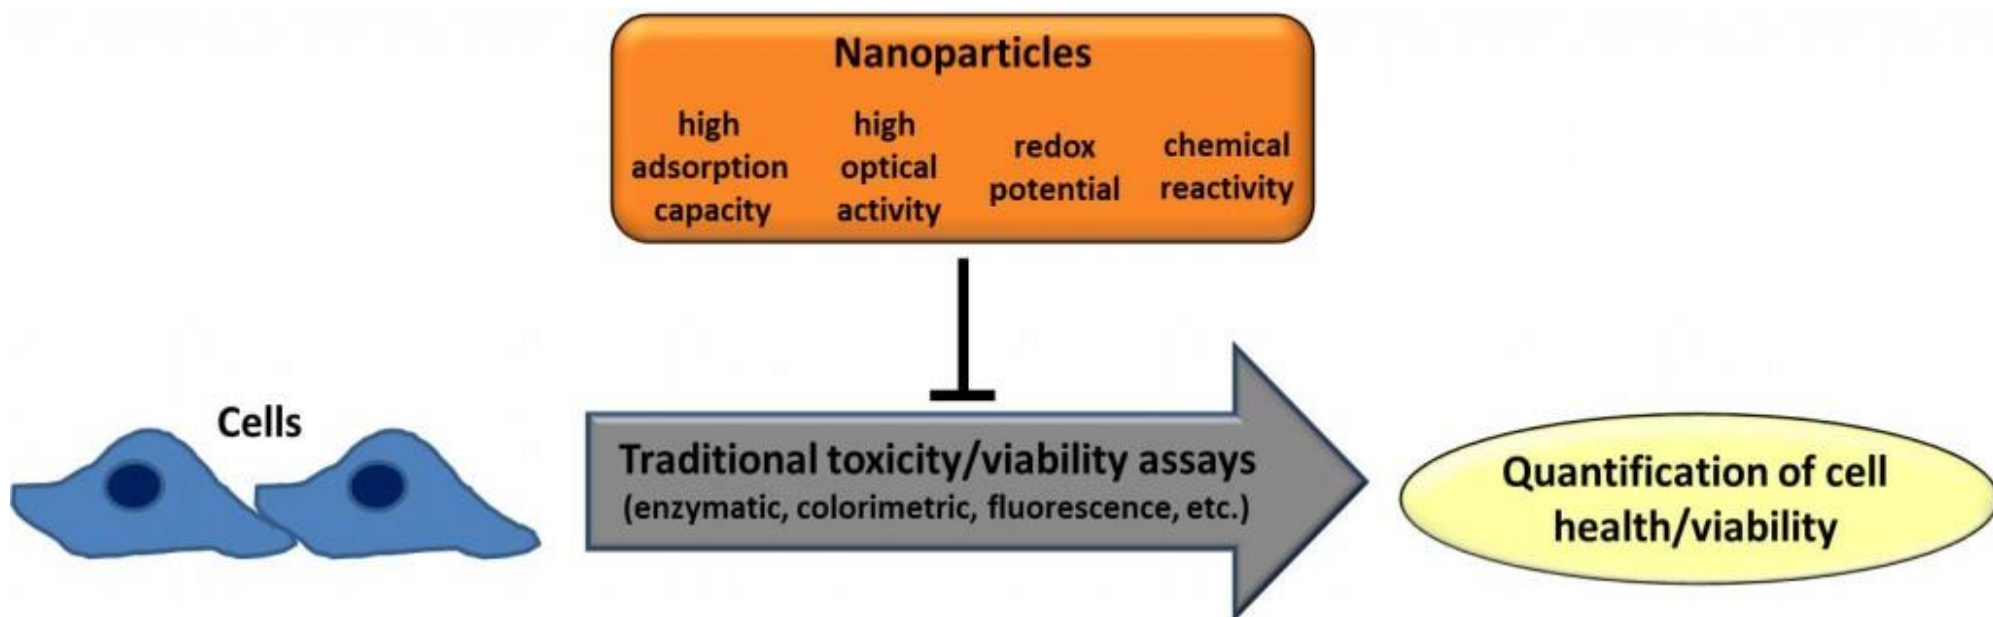 Nanoparticles
high
adsorption
capacity
high
optical
activity
redox
potential
chemical
reactivity
Cells
Traditional toxicity/viability assays
(enzymatic, colorimetric, fluorescence, etc.)
Quantification of cell
health/viability